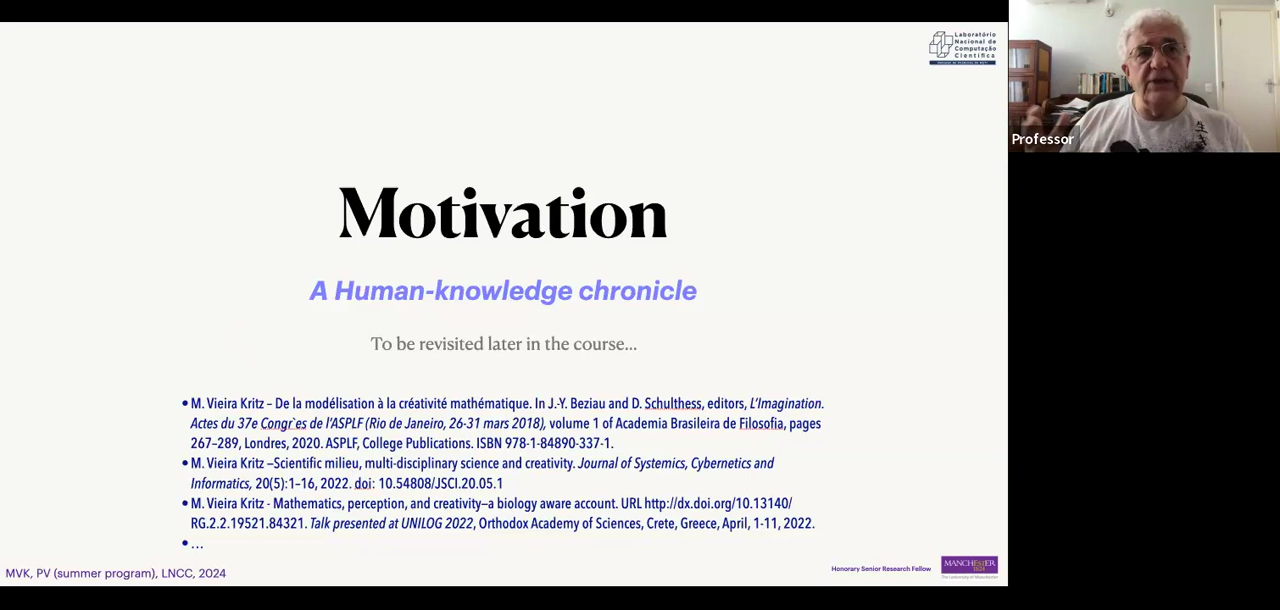 Laboratório
Nacional de
Computação
Científica
Professor
Motivation
A Human-knowledge chronicle
To be revisited later in the course...
• M. Vieira Kritz – De la modélisation à la créativité mathématique. In J.-Y. Beziau and D. Schulthess, editors, L'Imagination.
Actes du 37e Congr`es de l'ASPLF (Rio de Janeiro, 26-31 mars 2018), volume 1 of Academia Brasileira de Filosofia, pages
267–289, Londres, 2020. ASPLF, College Publications. ISBN 978-1-84890-337-1.
• M. Vieira Kritz –Scientific milieu, multi-disciplinary science and creativity. Journal of Systemics, Cybernetics and
Informatics, 20(5):1–16, 2022. doi: 10.54808/JSCI.20.05.1
• M. Vieira Kritz - Mathematics, perception, and creativity—a biology aware account. URL http://dx.doi.org/10.13140/
RG.2.2.19521.84321. Talk presented at UNILOG 2022, Orthodox Academy of Sciences, Crete, Greece, April, 1-11, 2022.
• ...
MVK, PV (summer program), LNCC, 2024
Honorary Senior Research Fellow
MANCHESTER
1824
The University of Manchester